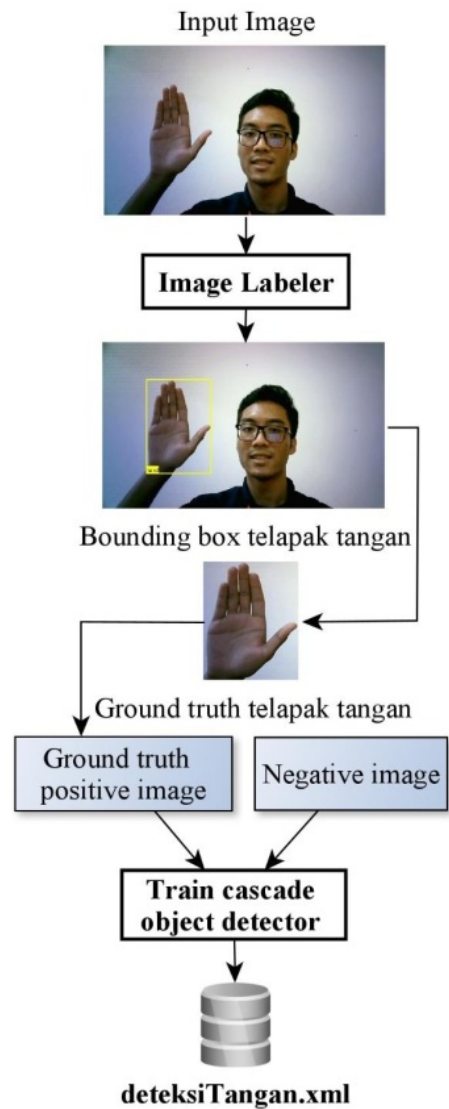 Input Image
Image Labeler
Bounding box telapak tangan
Ground truth telapak tangan
Ground truth
positive image
Negative image
Train cascade
object detector
deteksiTangan.xml